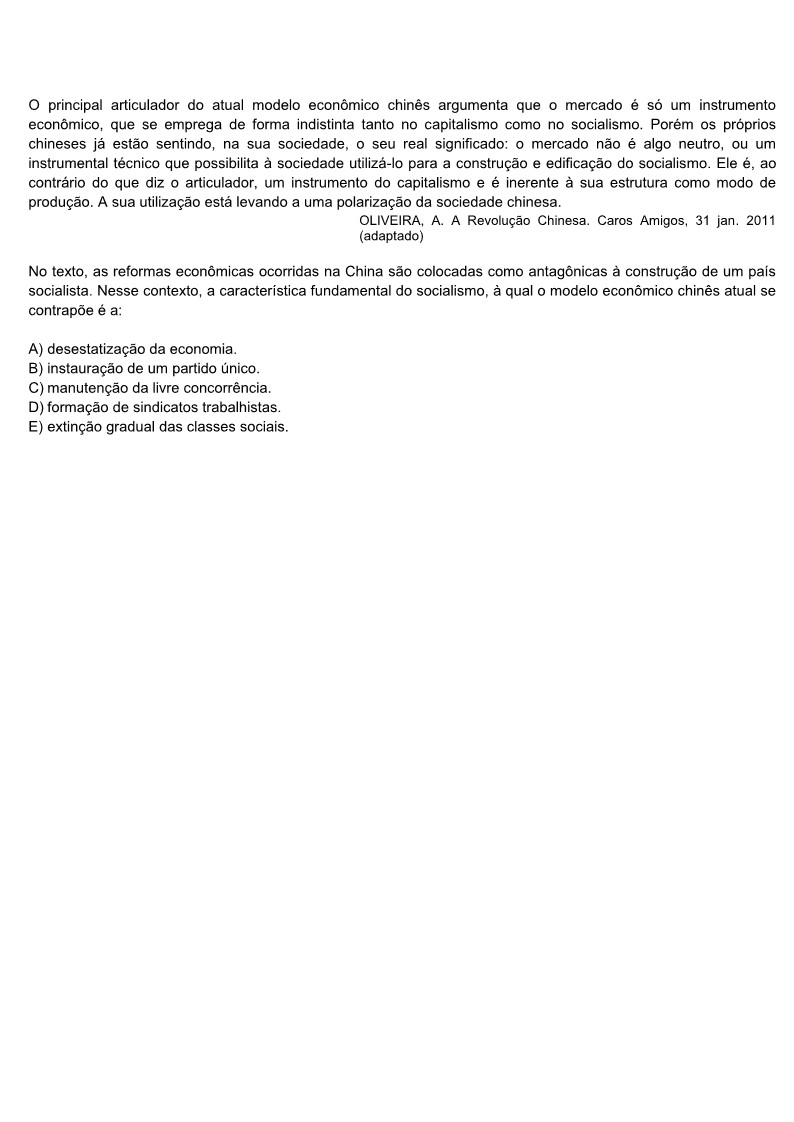 O principal articulador do atual modelo econômico chinês argumenta que o mercado é só um instrumento
econômico, que se emprega de forma indistinta tanto no capitalismo como no socialismo. Porém os próprios
chineses já estão sentindo, na sua sociedade, o seu real significado: o mercado não é algo neutro, ou um
instrumental técnico que possibilita à sociedade utilizá-lo para a construção e edificação do socialismo. Ele é, ao
contrário do que diz o articulador, um instrumento do capitalismo e é inerente à sua estrutura como modo de
produção. A sua utilização está levando a uma polarização da sociedade chinesa.
OLIVEIRA, A. A Revolução Chinesa. Caros Amigos, 31 jan. 2011
(adaptado)
No texto, as reformas econômicas ocorridas na China são colocadas como antagônicas à construção de um país
socialista. Nesse contexto, a característica fundamental do socialismo, à qual o modelo econômico chinês atual se
contrapõe é a:
A) desestatização da economia.
B) instauração de um partido único.
C) manutenção da livre concorrência.
D) formação de sindicatos trabalhistas.
E) extinção gradual das classes sociais.